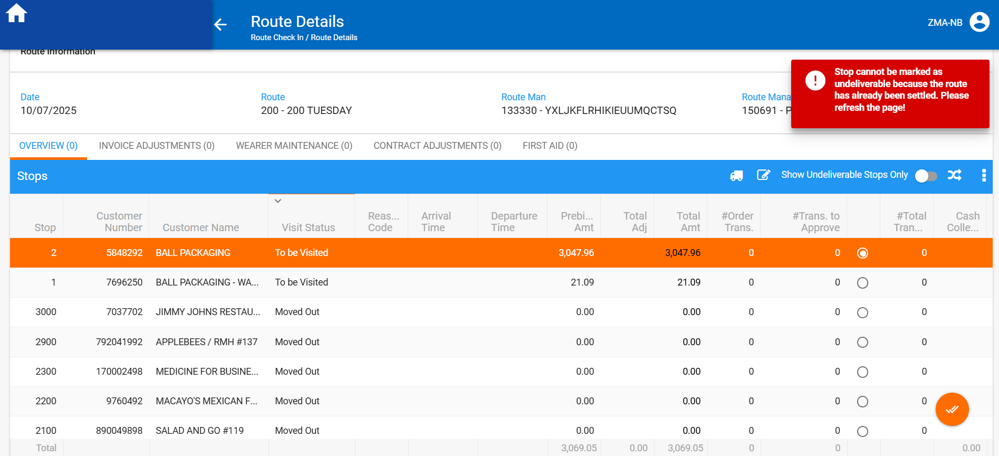 Route Details
Route Check In / Route Details
ZMA-NB
Route Information
Stop cannot be marked as
undeliverable because the route
has already been settled. Please
refresh the page!
Date
10/07/2025
Route
200 - 200 TUESDAY
Route Man
133330 - YXLJKFLRHIKIEUUMQCTSQ
Route Mana
150691 - P
OVERVIEW (0) INVOICE ADJUSTMENTS (0) WEARER MAINTENANCE (0) CONTRACT ADJUSTMENTS (0) FIRST AID (0)
Stops
Show Undeliverable Stops Only
Stop Customer Number Customer Name Visit Status Reas... Code Arrival Time Departure Time Prebi... Amt Total Adj Total Amt #Order Trans. #Trans. to Approve #Total Tran... Cash Colle...
2 5848292 BALL PACKAGING To be Visited 3,047.96 3,047.96 0 0 0
1 7696250 BALL PACKAGING - WA... To be Visited 21.09 21.09 0 0 0
3000 7037702 JIMMY JOHNS RESTAU... Moved Out 0.00 0.00 0 0 0
2900 792041992 APPLEBEES / RMH #137 Moved Out 0.00 0.00 0 0 0
2300 170002498 MEDICINE FOR BUSINE... Moved Out 0.00 0.00 0 0 0
2200 9760492 MACAYO'S MEXICAN F... Moved Out 0.00 0.00 0 0 0
2100 890049898 SALAD AND GO #119 Moved Out 0.00 0.00 0 0 0
Total 3,069.05 0.00 3,069.05 0 0 0.00